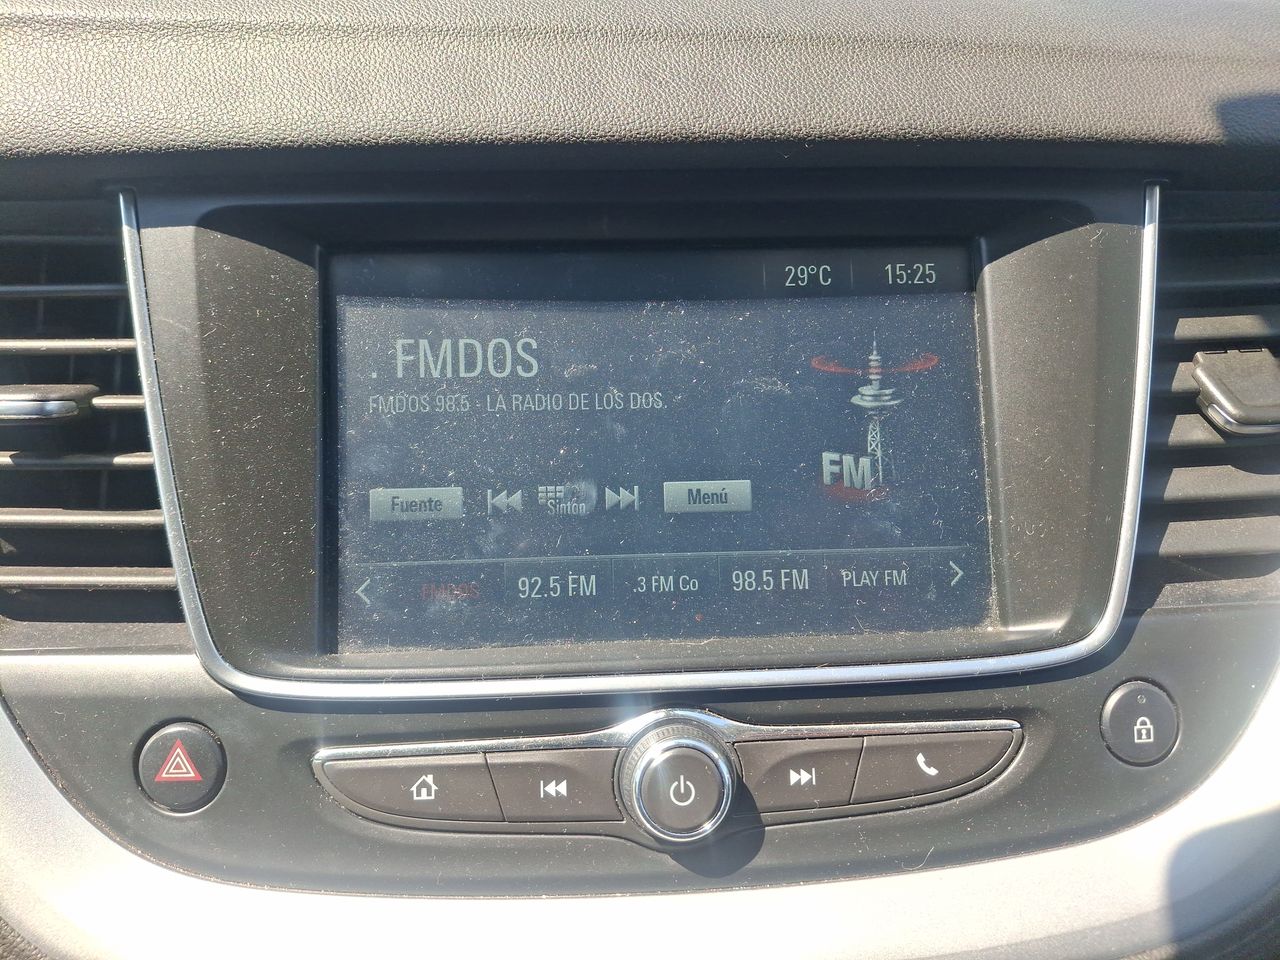 29°C 15:25
. FMDOS
FMDOS 98.5 - LA RADIO DE LOS DOS.
FM
Fuente Sinton Menú
FMDOS 92.5 FM .3 FM Co 98.5 FM PLAY FM